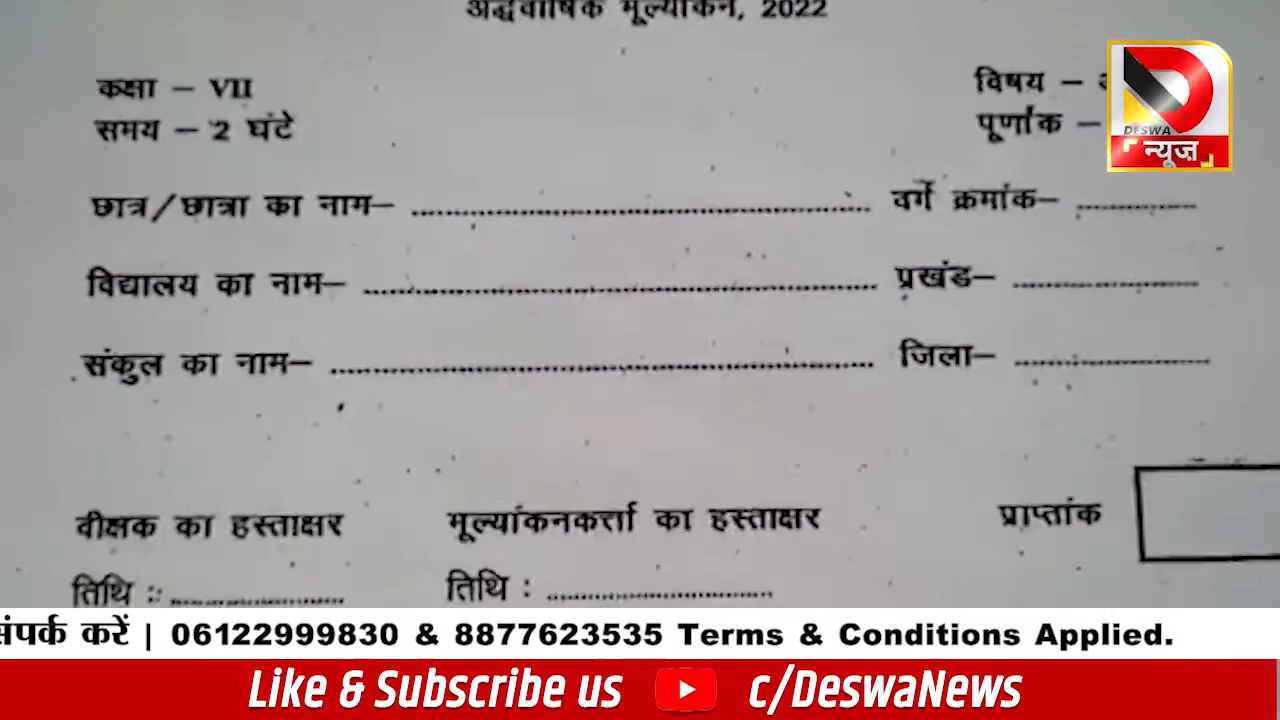 अर्द्धवार्षिक मूल्यांकन, 2022
कक्षा – VII
विषय –
समय – 2 घंटे
पूर्णांक –
छात्र/छात्रा का नाम– .......... वर्ग क्रमांक– ..........
विद्यालय का नाम– .......... प्रखंड– ..........
संकुल का नाम– .......... जिला– ..........
वीक्षक का हस्ताक्षर
मूल्यांकनकर्त्ता का हस्ताक्षर
प्राप्तांक
तिथि : ..........
तिथि : ..........
DESWA
न्यूज़
संपर्क करें | 06122999830 & 8877623535 Terms & Conditions Applied.
Like & Subscribe us c/DeswaNews